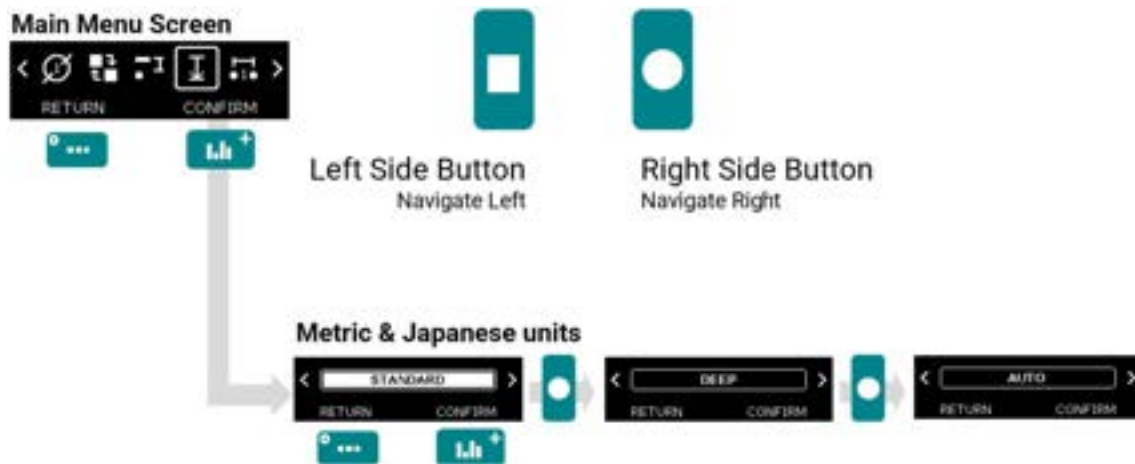 Main Menu Screen
RETURN CONFIRM
Left Side Button
Navigate Left
Right Side Button
Navigate Right
Metric & Japanese units
STANDARD
RETURN CONFIRM
DEEP
RETURN CONFIRM
AUTO
RETURN CONFIRM